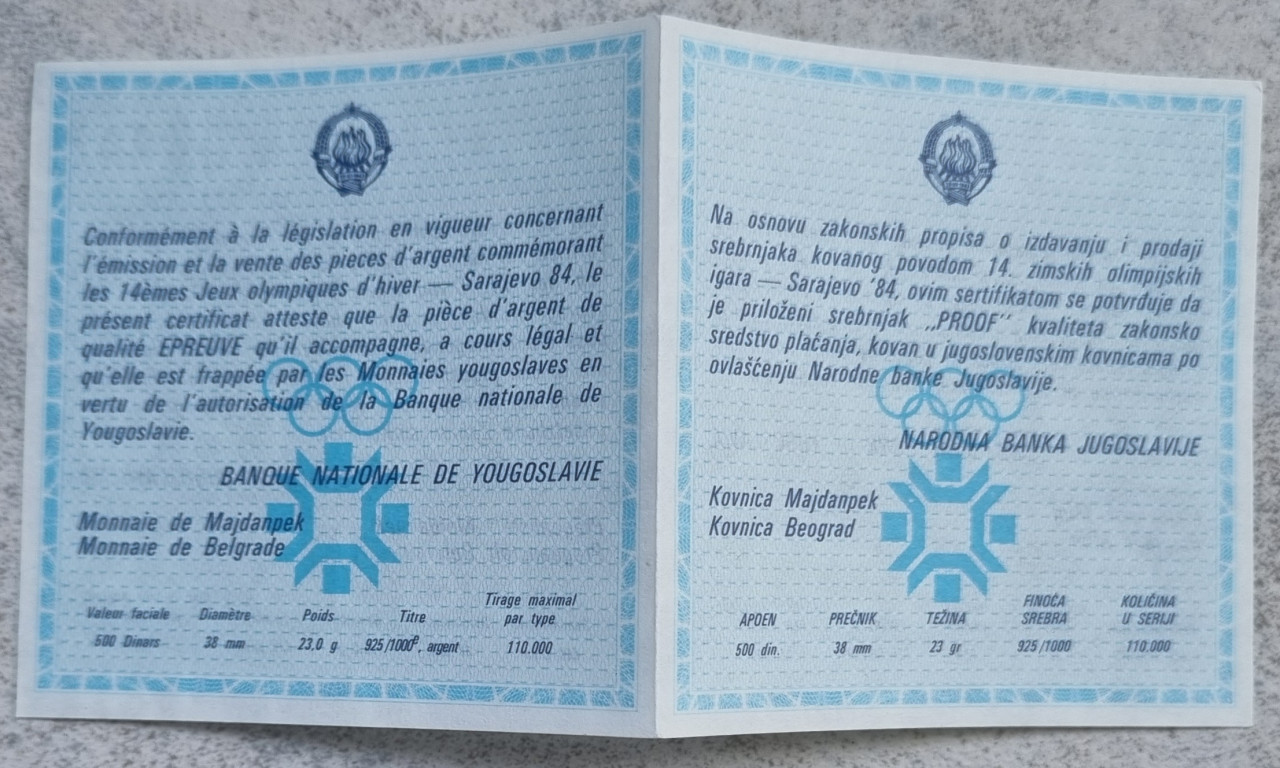 Conformément à la législation en vigueur concernant
l'émission et la vente des pieces d'argent commémorant
les 14èmes Jeux olympiques d'hiver — Sarajevo 84, le
présent certificat atteste que la pièce d'argent de
qualité EPREUVE qu'il accompagne, a cours légal et
qu'elle est frappée par les Monnaies yougoslaves en
vertu de l'autorisation de la Banque nationale de
Yougoslavie.
BANQUE NATIONALE DE YOUGOSLAVIE
Monnaie de Majdanpek
Monnaie de Belgrade
Valeur faciale Diamètre Poids Titre Tirage maximal
par type
500 Dinars 38 mm 23,0 g 925/1000e, argent 110.000
Na osnovu zakonskih propisa o izdavanju i prodaji
srebrnjaka kovanog povodom 14. zimskih olimpijskih
igara — Sarajevo '84, ovim sertifikatom se potvrđuje da
je priloženi srebrnjak „PROOF" kvaliteta zakonsko
sredstvo plaćanja, kovan u jugoslovenskim kovnicama po
ovlašćenju Narodne banke Jugoslavije.
NARODNA BANKA JUGOSLAVIJE
Kovnica Majdanpek
Kovnica Beograd
APOEN PREČNIK TEŽINA FINOĆA KOLIČINA
SREBRA U SERIJI
500 din. 38 mm 23 gr 925/1000 110.000